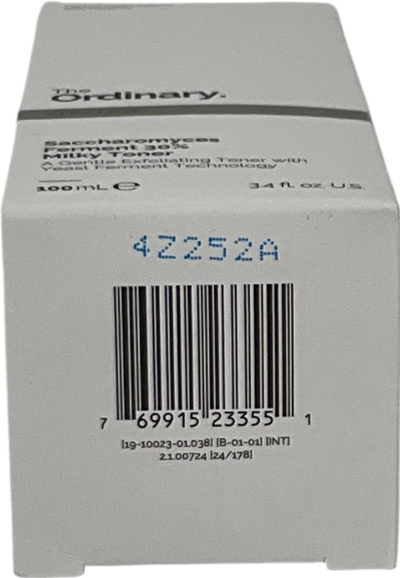 The
Ordinary.
Saccharomyces
Ferment 30%
Milky Toner
A Gentle Exfoliating Toner with
Yeast Ferment Technology
100 mL ℮ 3.4 fl. oz. U.S.
4Z252A
7 69915 23355 1
[19-10023-01.038] [B-01-01] [INT]
2.1.00724 [24/178]